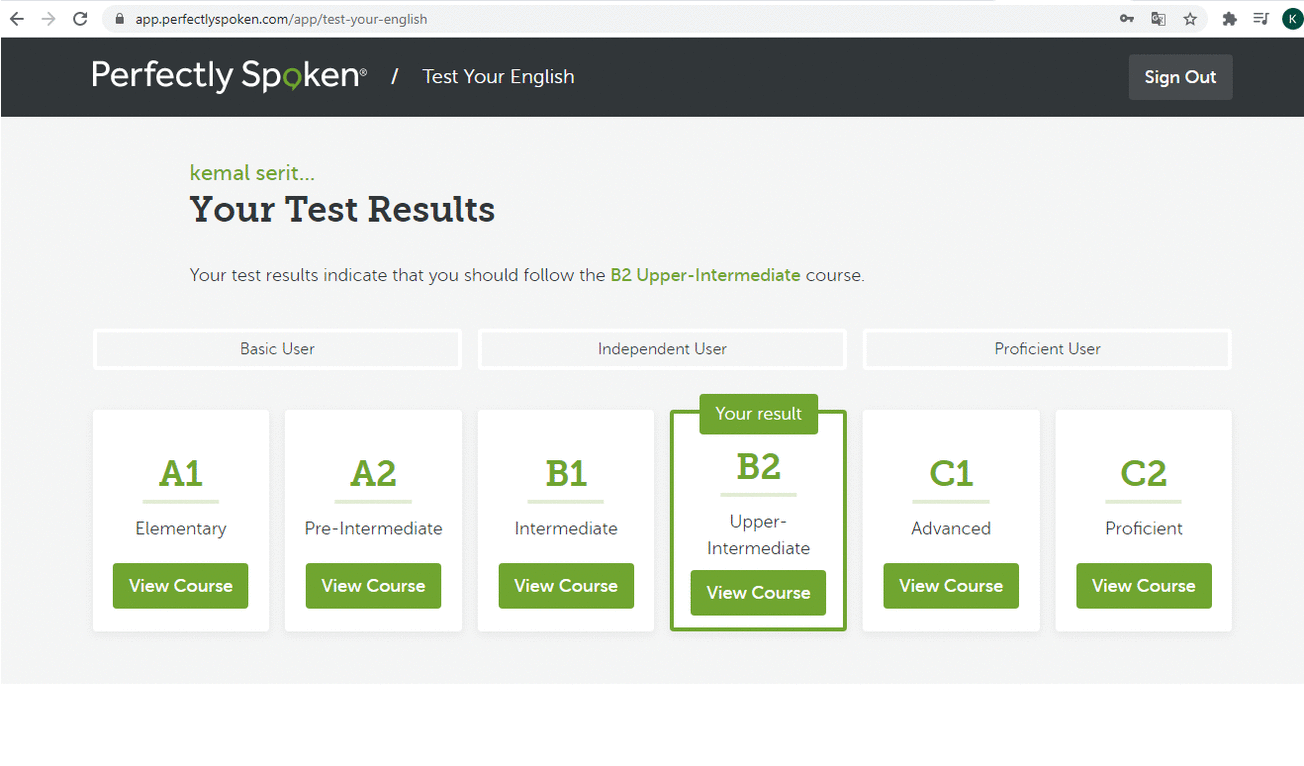 app.perfectlyspoken.com/app/test-your-english
K
Perfectly Spoken® / Test Your English
Sign Out
kemal serit...
Your Test Results
Your test results indicate that you should follow the B2 Upper-Intermediate course.
Basic User
Independent User
Proficient User
A1
Elementary
View Course
A2
Pre-Intermediate
View Course
B1
Intermediate
View Course
Your result
B2
Upper-
Intermediate
View Course
C1
Advanced
View Course
C2
Proficient
View Course